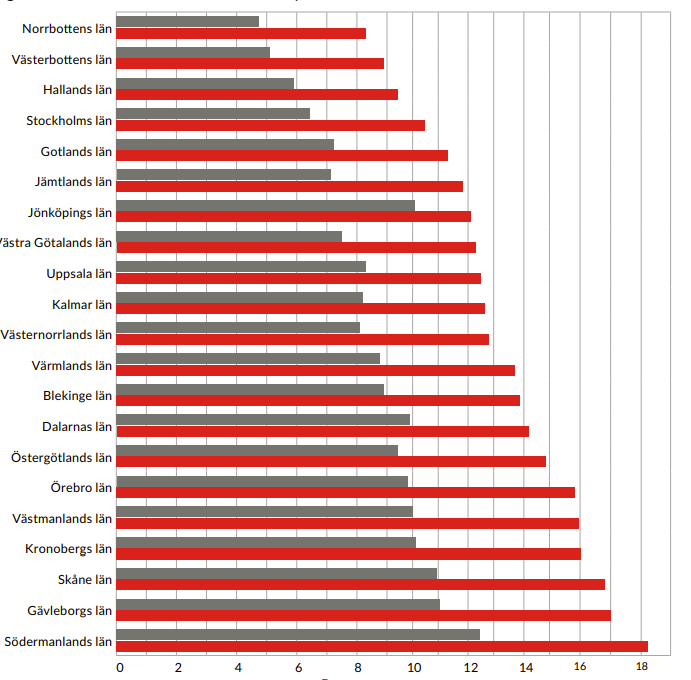 Norrbottens län
Västerbottens län
Hallands län
Stockholms län
Gotlands län
Jämtlands län
Jönköpings län
Västra Götalands län
Uppsala län
Kalmar län
Västernorrlands län
Värmlands län
Blekinge län
Dalarnas län
Östergötlands län
Örebro län
Västmanlands län
Kronobergs län
Skåne län
Gävleborgs län
Södermanlands län
0 2 4 6 8 10 12 14 16 18